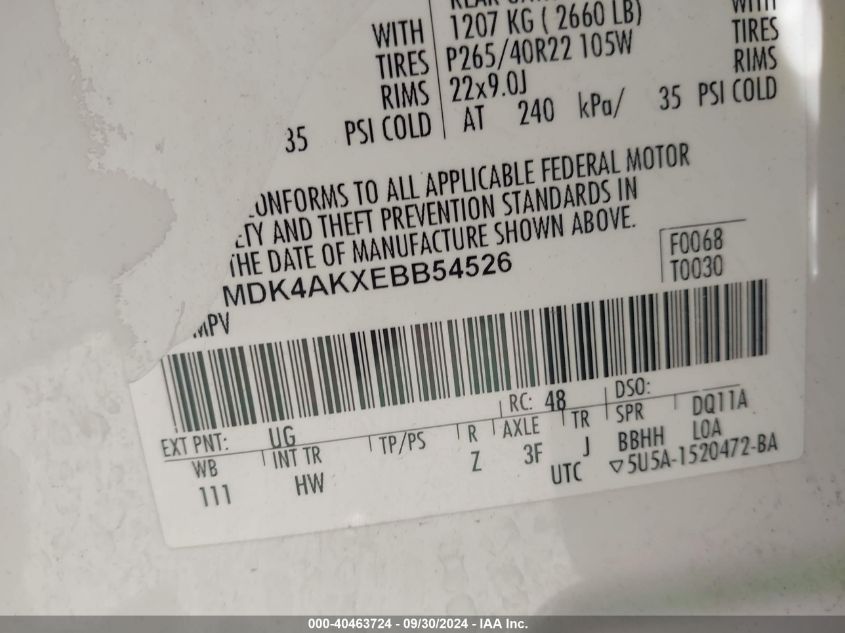 1207 KG ( 2660 LB)
WITH P265/40R22 105W TIRES
TIRES 22x9.0J RIMS
RIMS AT 240 kPa/ 35 PSI COLD
35 PSI COLD
CONFORMS TO ALL APPLICABLE FEDERAL MOTOR
ETY AND THEFT PREVENTION STANDARDS IN
THE DATE OF MANUFACTURE SHOWN ABOVE.
F0068
T0030
MDK4AKXEBB54526
MPV
EXT PNT: UG RC: 48 DSO:
WB INT TR TP/PS R AXLE TR SPR DQ11A
111 HW Z 3F J BBHH LOA
UTC ▽5U5A-1520472-BA
000-40463724 - 09/30/2024 - IAA Inc.